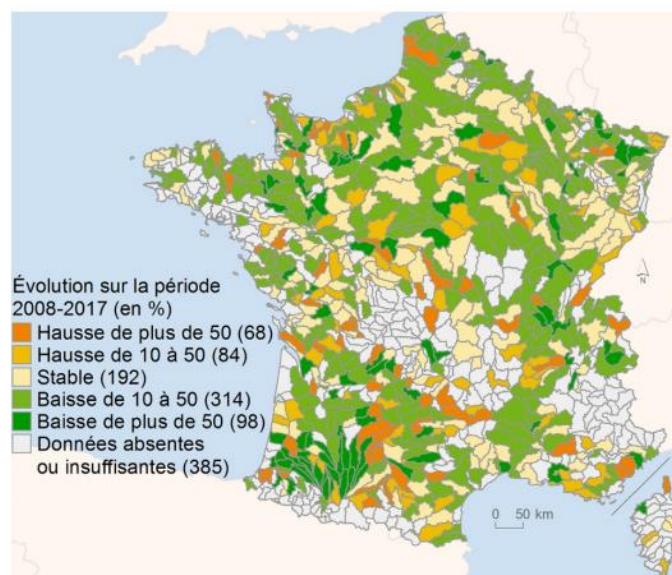 Évolution sur la période
2008-2017 (en %)
Hausse de plus de 50 (68)
Hausse de 10 à 50 (84)
Stable (192)
Baisse de 10 à 50 (314)
Baisse de plus de 50 (98)
Données absentes
ou insuffisantes (385)
N
0 50 km